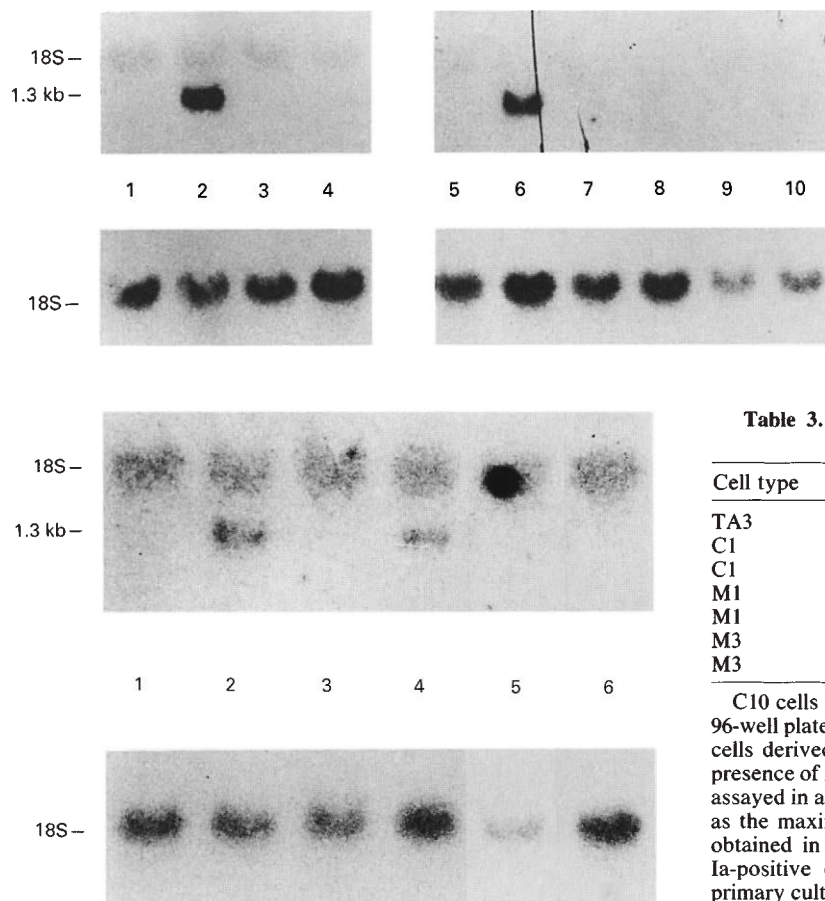 18S –
1.3 kb –
1 2 3 4 5 6 7 8 9 10
18S –
18S –
1.3 kb –
1 2 3 4 5 6
18S –
Table 3.
Cell type
TA3
C1
C1
M1
M1
M3
M3
C10 cells
96-well plate
cells derived
presence of
assayed in a
as the maxi
obtained in
Ia-positive
primary cult